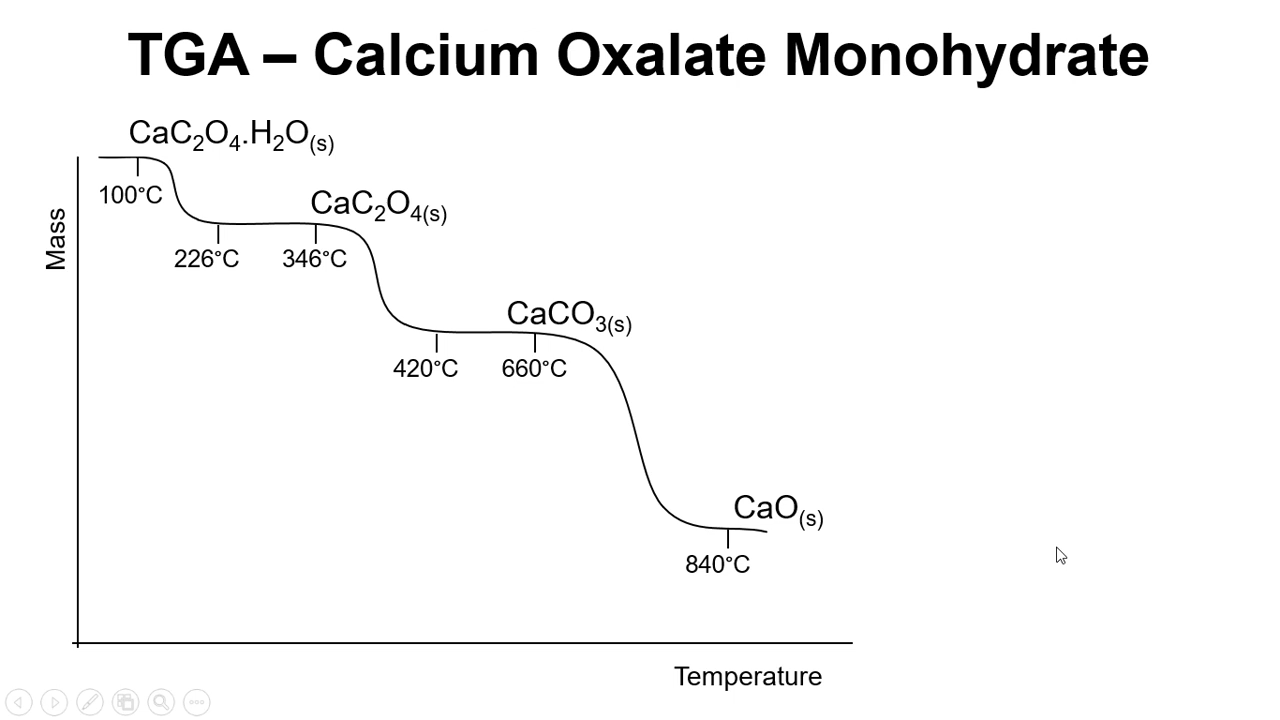 TGA – Calcium Oxalate Monohydrate
CaC₂O₄.H₂O₍s₎
100°C
Mass
CaC₂O₄₍s₎
226°C 346°C
CaCO₃₍s₎
420°C 660°C
CaO₍s₎
840°C
Temperature